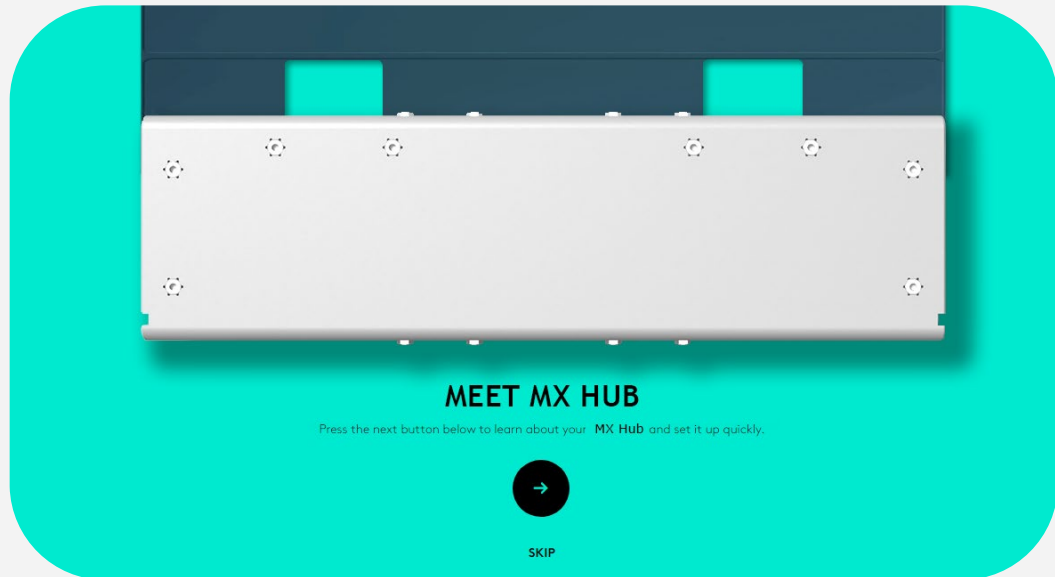 MEET MX HUB
Press the next button below to learn about your MX Hub and set it up quickly.
SKIP